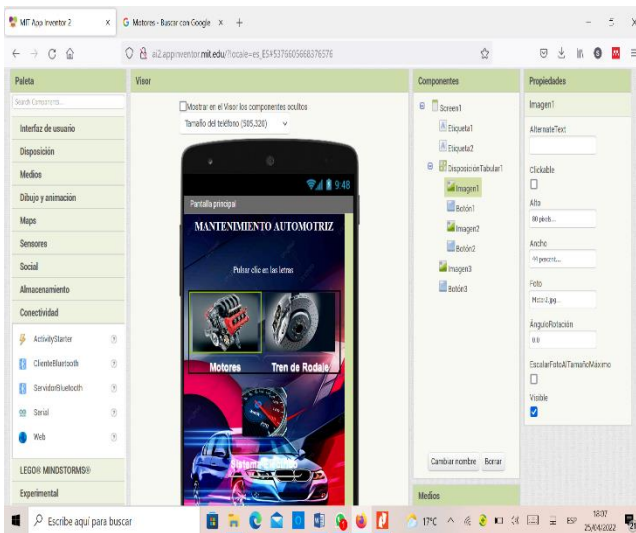 MIT App Inventor 2
Motores - Buscar con Google
ai2.appinventor.mit.edu/?locale=es_ES#5376605668376576
Paleta
Search Components...
Interfaz de usuario
Disposición
Medios
Dibujo y animación
Maps
Sensores
Social
Almacenamiento
Conectividad
ActivityStarter
ClienteBluetooth
ServidorBluetooth
Serial
Web
LEGO® MINDSTORMS®
Experimental
Visor
Mostrar en el Visor los componentes ocultos
Tamaño del teléfono (505,320)
9:48
Pantalla principal
MANTENIMIENTO AUTOMOTRIZ
Pulsar clic en las letras
Motores
Tren de Rodaje
Componentes
Screen1
Etiqueta1
Etiqueta2
DisposiciónTabular1
Imagen1
Botón1
Imagen2
Botón2
Imagen3
Botón3
Cambiar nombre
Borrar
Medios
Propiedades
Imagen1
AlternateText
Clickable
Alto
Ancho
44 percent...
Foto
ÁnguloRotación
0.0
EscalarFotoAlTamañoMáximo
Visible
Escribe aquí para buscar
17°C
ESP
18:07
25/04/2022